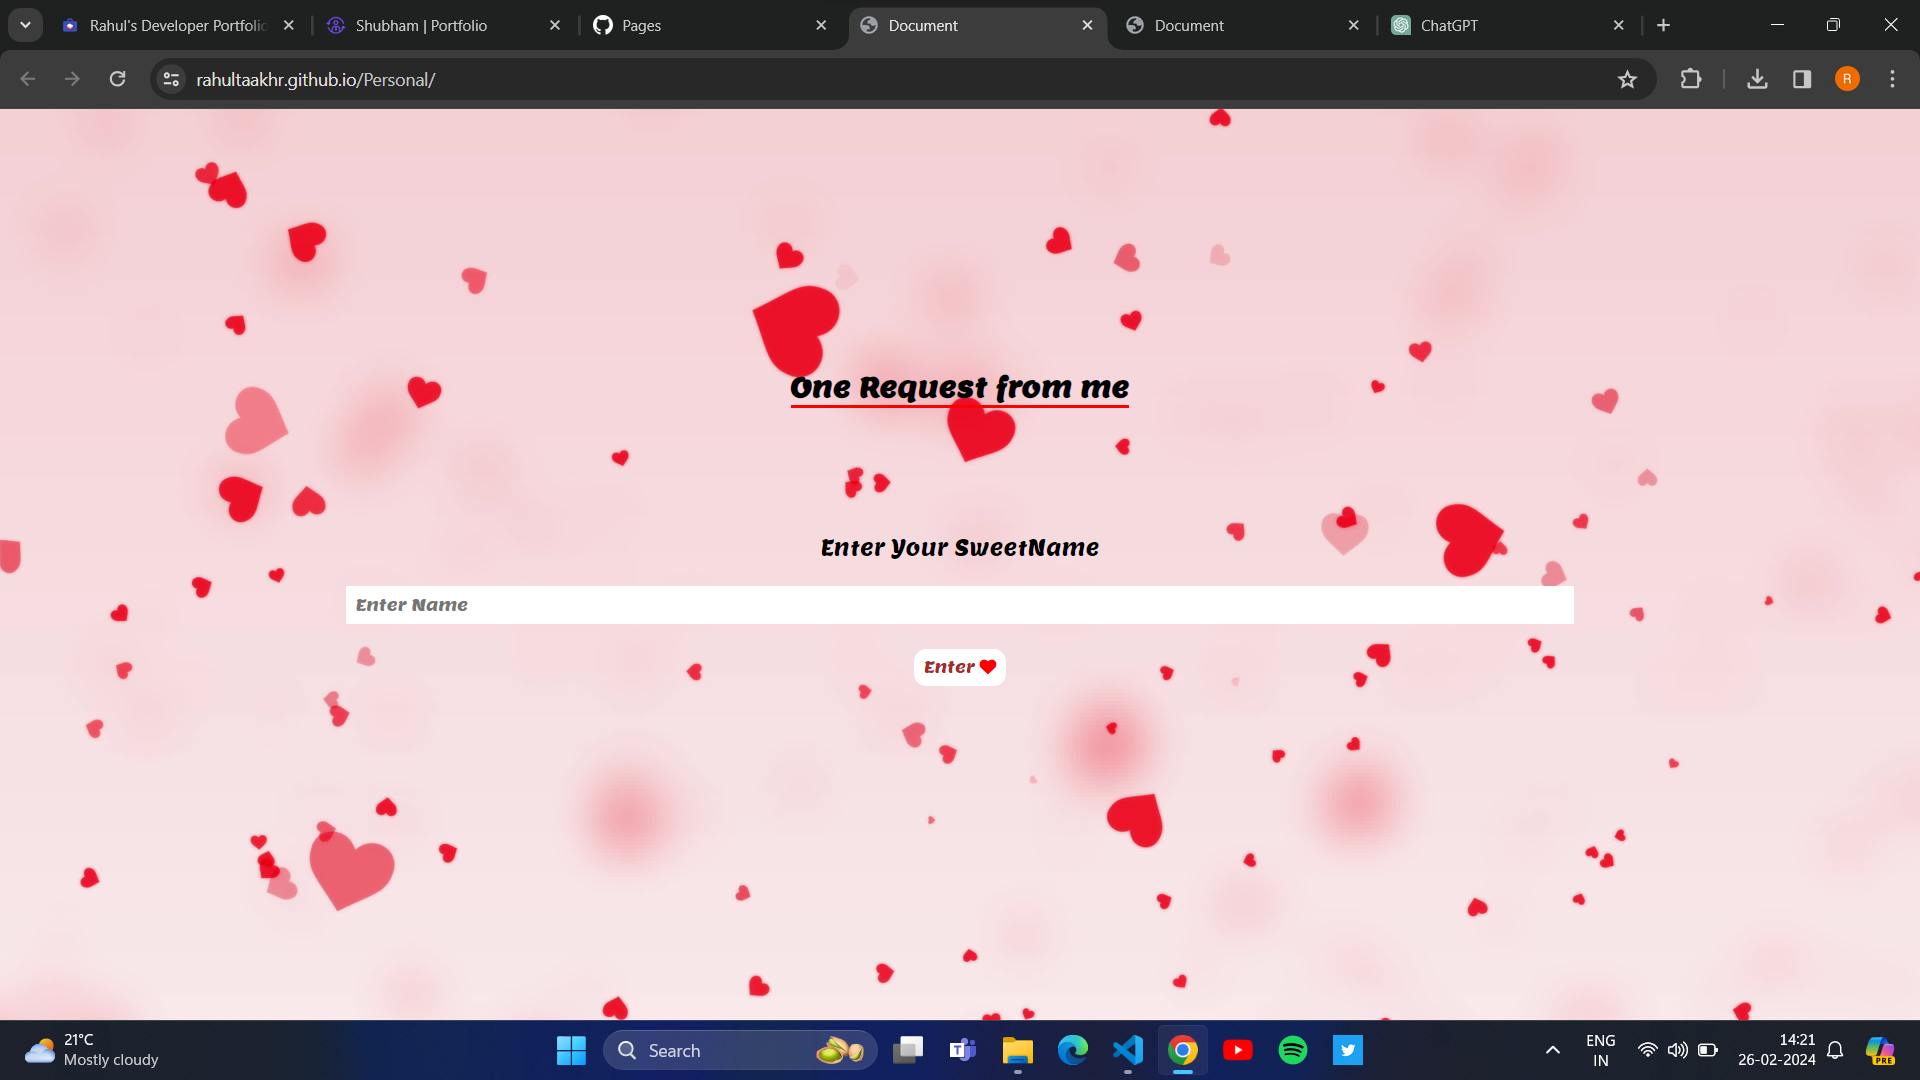 Rahul's Developer Portfolio
Shubham | Portfolio
Pages
Document
Document
ChatGPT
rahultaakhr.github.io/Personal/
R
One Request from me
Enter Your SweetName
Enter Name
Enter
21°C
Mostly cloudy
Search
ENG
IN
14:21
26-02-2024
PRE